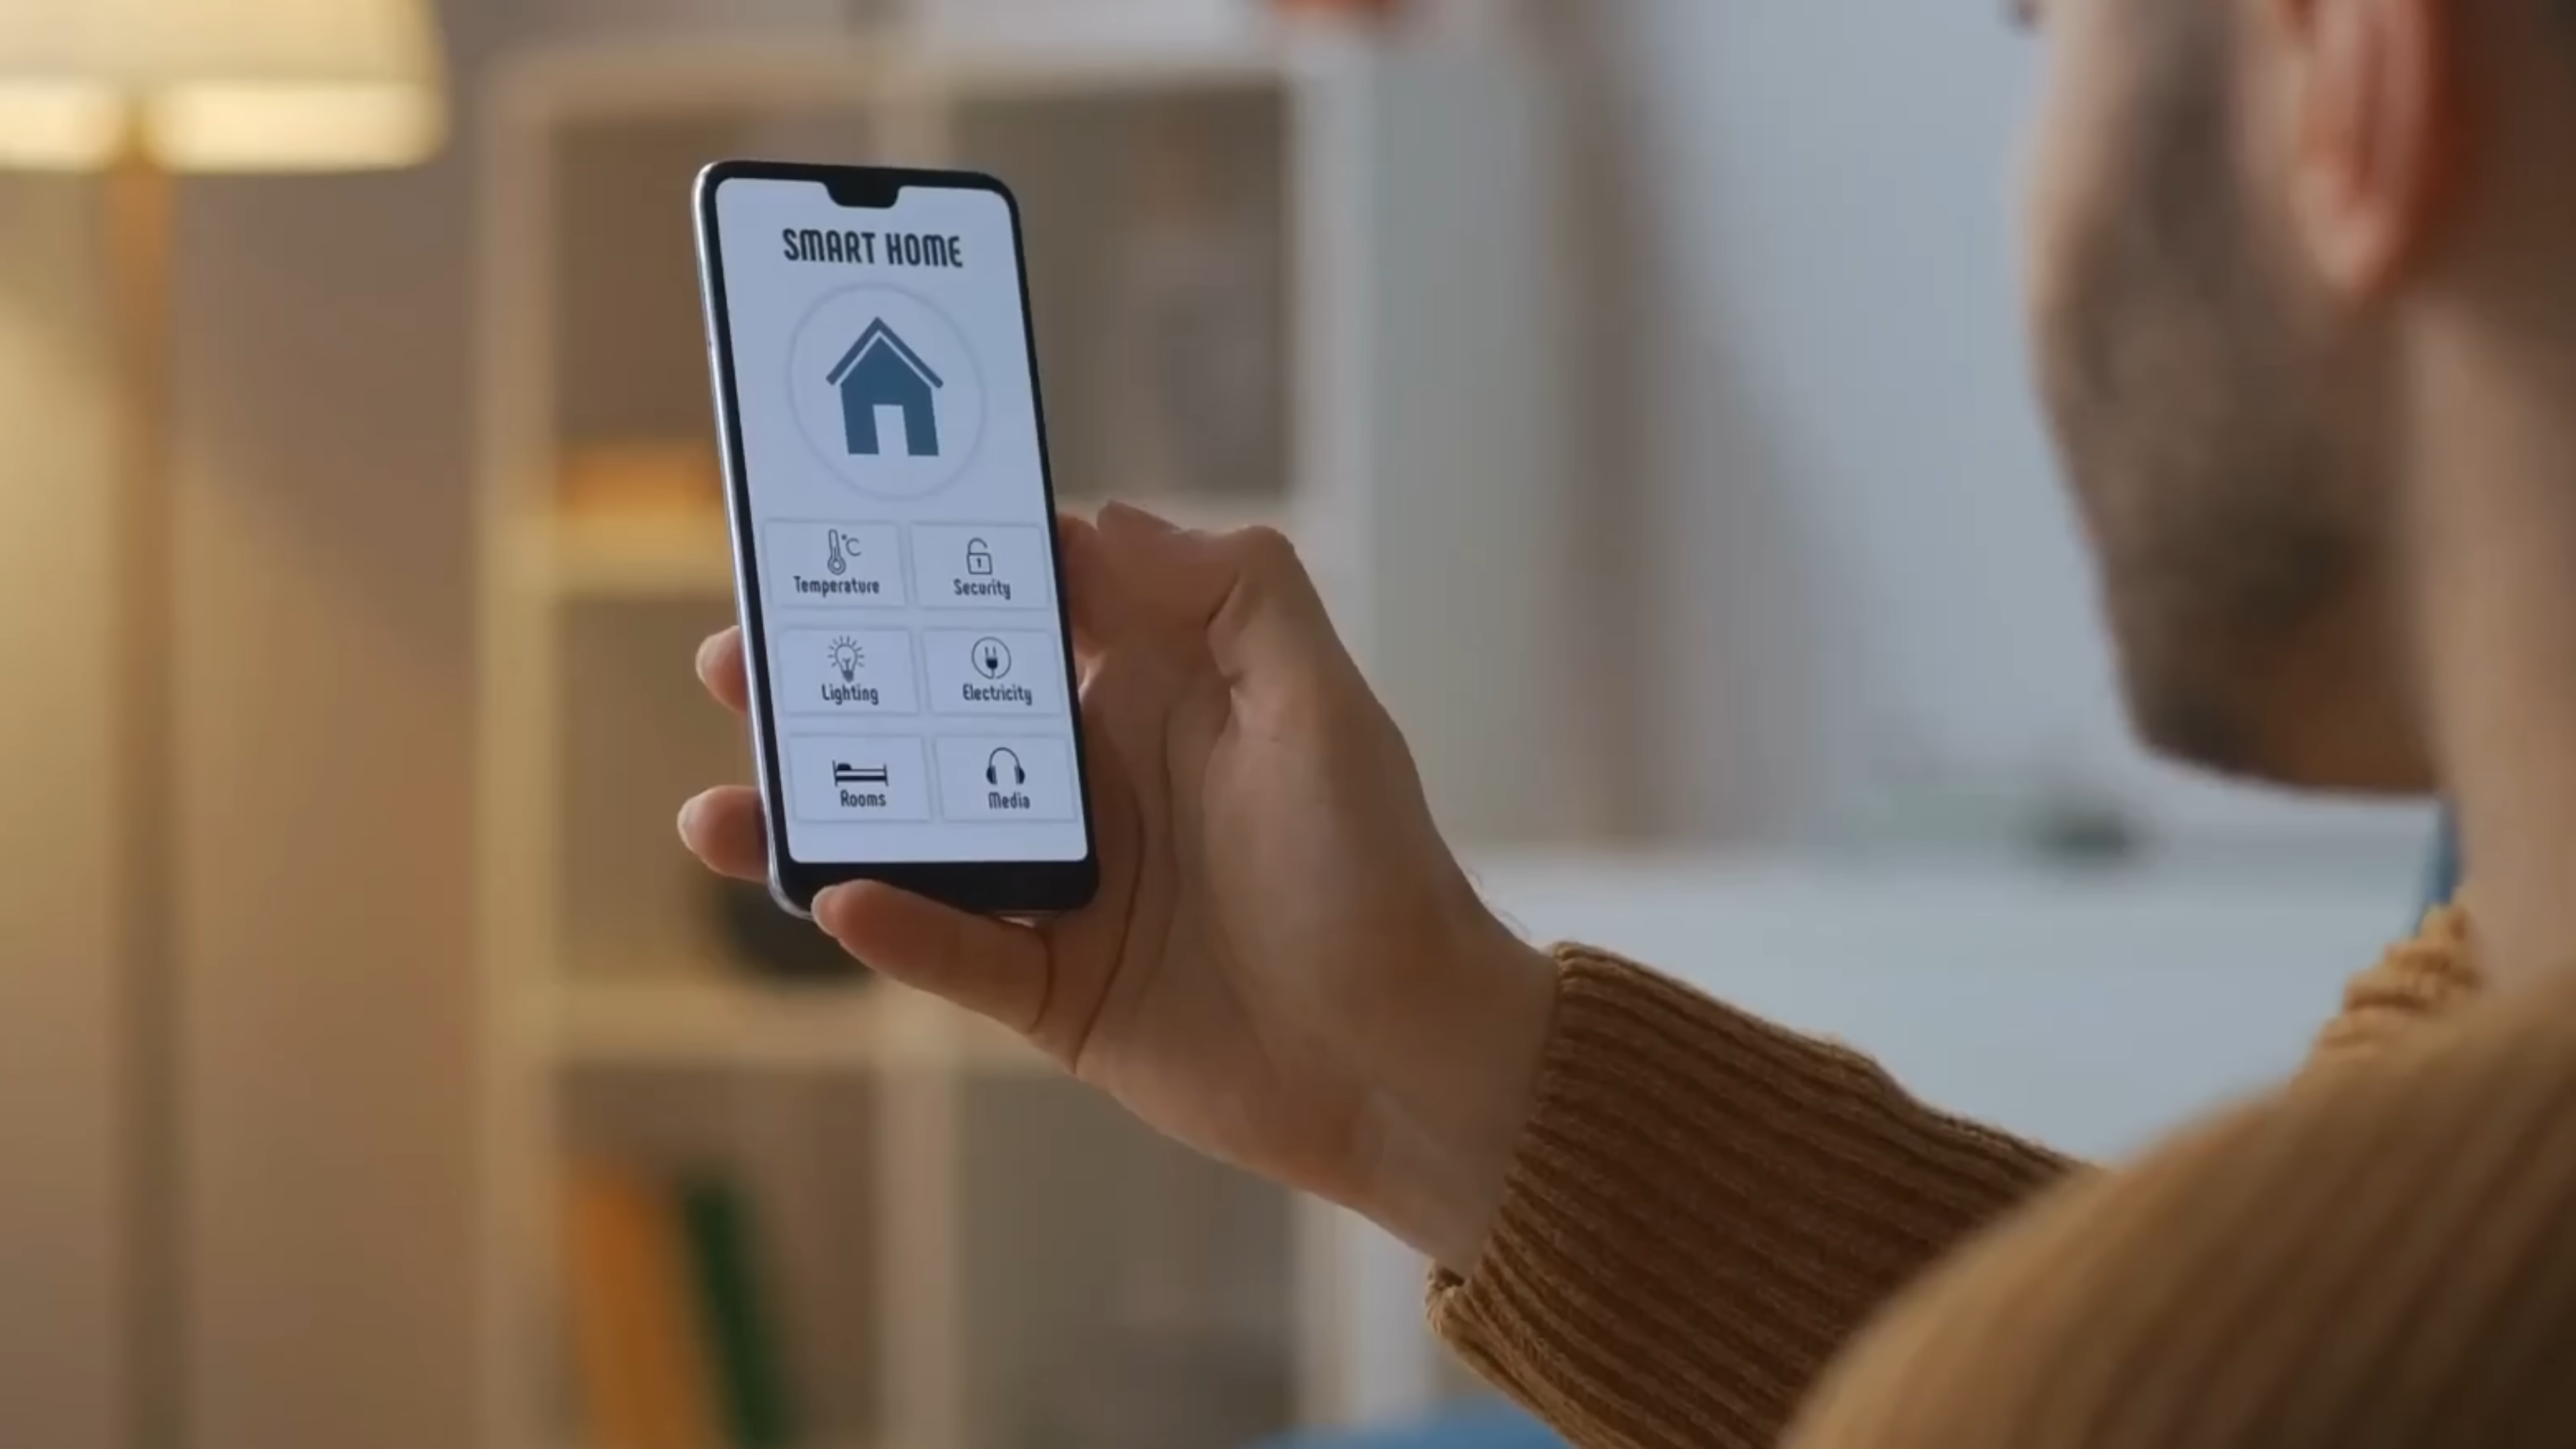 SMART HOME
°C
Temperature
Security
Lighting
Electricity
Rooms
Media